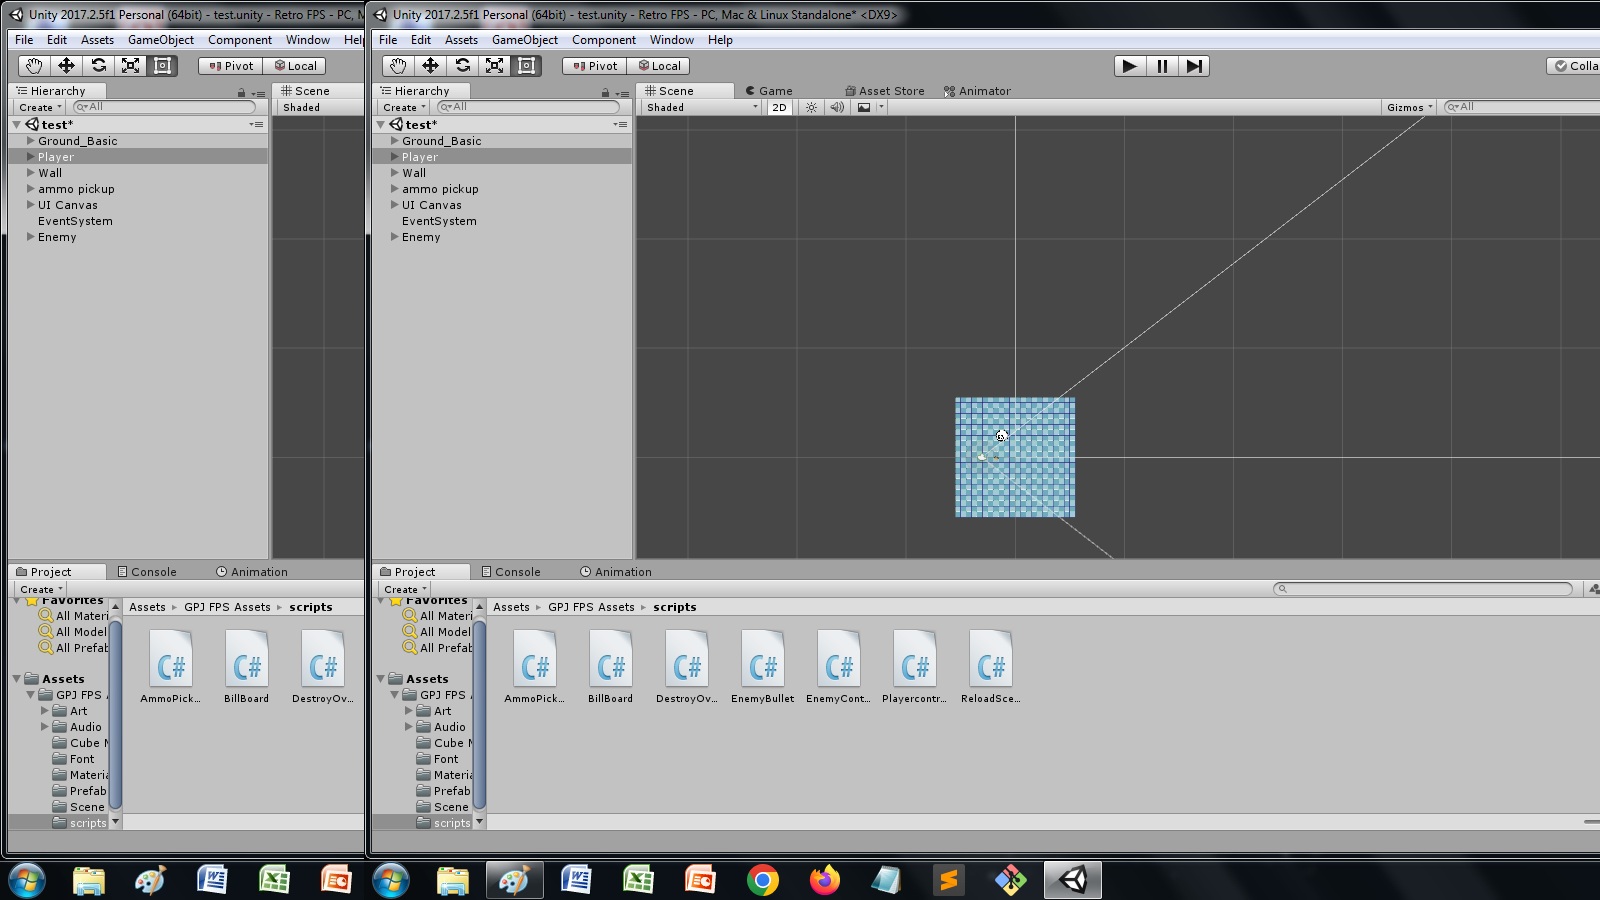 Unity 2017.2.5f1 Personal (64bit) - test.unity - Retro FPS - PC, M
File Edit Assets GameObject Component Window Help
Pivot Local
Hierarchy
Scene
Create All
Shaded
test*
Ground_Basic
Player
Wall
ammo pickup
UI Canvas
EventSystem
Enemy
Project Console Animation
Create
Favorites
All Materi
All Model
All Prefab
Assets
GPJ FPS A
Art
Audio
Cube M
Font
Materia
Prefab
Scene
scripts
Assets GPJ FPS Assets scripts
C# C# C#
AmmoPick... BillBoard DestroyOv...
Unity 2017.2.5f1 Personal (64bit) - test.unity - Retro FPS - PC, Mac & Linux Standalone* <DX9>
File Edit Assets GameObject Component Window Help
Pivot Local
Colla
Hierarchy
Scene Game Asset Store Animator
Create All
Shaded 2D Gizmos All
test*
Ground_Basic
Player
Wall
ammo pickup
UI Canvas
EventSystem
Enemy
Project Console Animation
Create
Favorites
All Materi
All Model
All Prefab
Assets
GPJ FPS A
Art
Audio
Cube M
Font
Materia
Prefab
Scene
scripts
Assets GPJ FPS Assets scripts
C# C# C# C# C# C# C#
AmmoPick... BillBoard DestroyOv... EnemyBullet EnemyCont... Playercontr... ReloadSce...